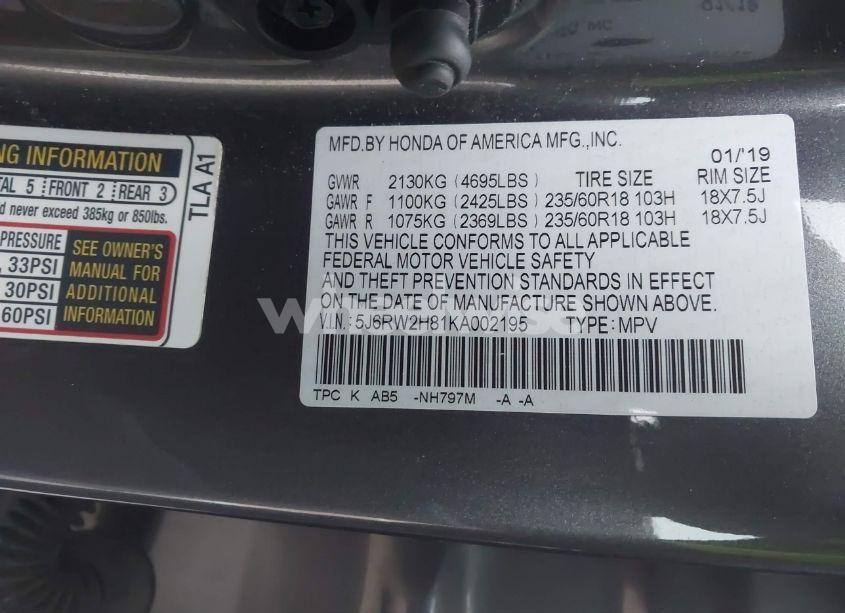 NG INFORMATION
TAL 5 FRONT 2 REAR 3
d never exceed 385kg or 850lbs.
PRESSURE
33PSI
30PSI
60PSI
SEE OWNER'S
MANUAL FOR
ADDITIONAL
INFORMATION
TLA A1
MFD.BY HONDA OF AMERICA MFG.,INC.
01/'19
GVWR 2130KG (4695LBS) TIRE SIZE RIM SIZE
GAWR F 1100KG (2425LBS) 235/60R18 103H 18X7.5J
GAWR R 1075KG (2369LBS) 235/60R18 103H 18X7.5J
THIS VEHICLE CONFORMS TO ALL APPLICABLE
FEDERAL MOTOR VEHICLE SAFETY
AND THEFT PREVENTION STANDARDS IN EFFECT
ON THE DATE OF MANUFACTURE SHOWN ABOVE.
V.I.N.: 5J6RW2H81KA002195 TYPE: MPV
TPC K AB5 -NH797M -A -A